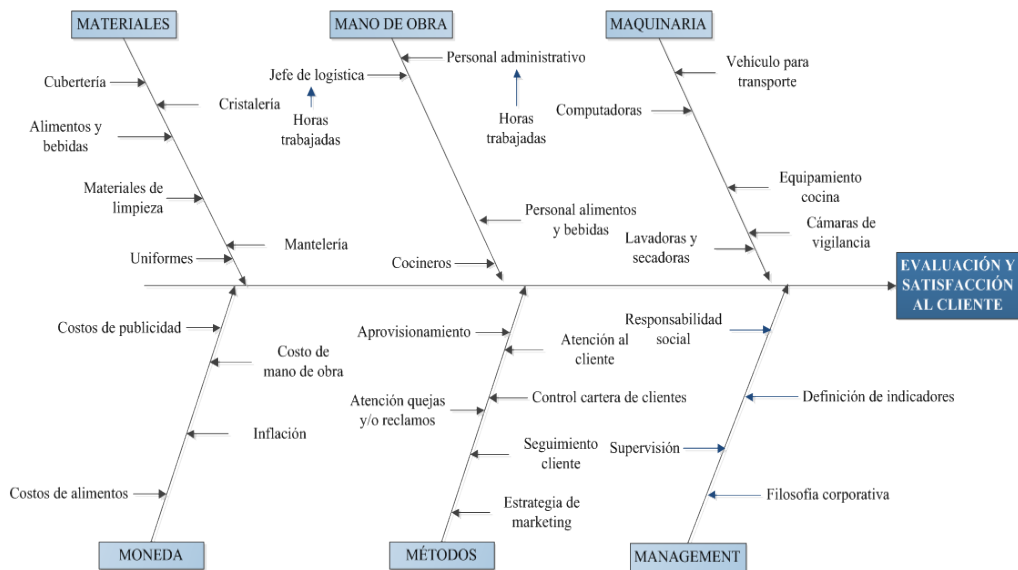 MATERIALES
MANO DE OBRA
MAQUINARIA
Cubertería
Cristalería
Alimentos y
bebidas
Materiales de
limpieza
Mantelería
Uniformes
Personal administrativo
Jefe de logística
Horas
trabajadas
Horas
trabajadas
Personal alimentos
y bebidas
Cocineros
Vehículo para
transporte
Computadoras
Equipamiento
cocina
Cámaras de
vigilancia
Lavadoras y
secadoras
EVALUACIÓN Y
SATISFACCIÓN
AL CLIENTE
Costos de publicidad
Costo de
mano de obra
Inflación
Costos de alimentos
Aprovisionamiento
Atención al
cliente
Control cartera de clientes
Atención quejas
y/o reclamos
Seguimiento
cliente
Estrategia de
marketing
Responsabilidad
social
Definición de indicadores
Supervisión
Filosofía corporativa
MONEDA
MÉTODOS
MANAGEMENT